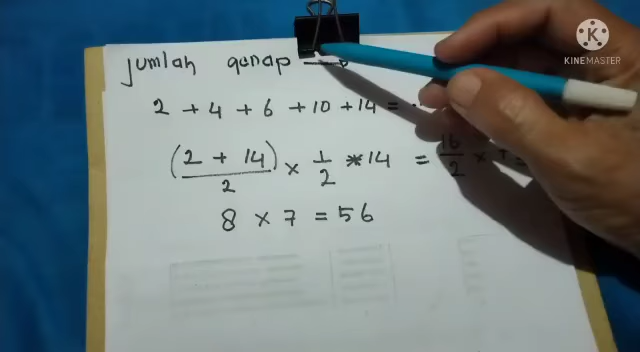 jumlah genap
2 + 4 + 6 + 10 + 14 = .
(2 + 14)/2 × 1/2 * 14 = 16/2 × 7 =
8 × 7 = 56
KINEMASTER